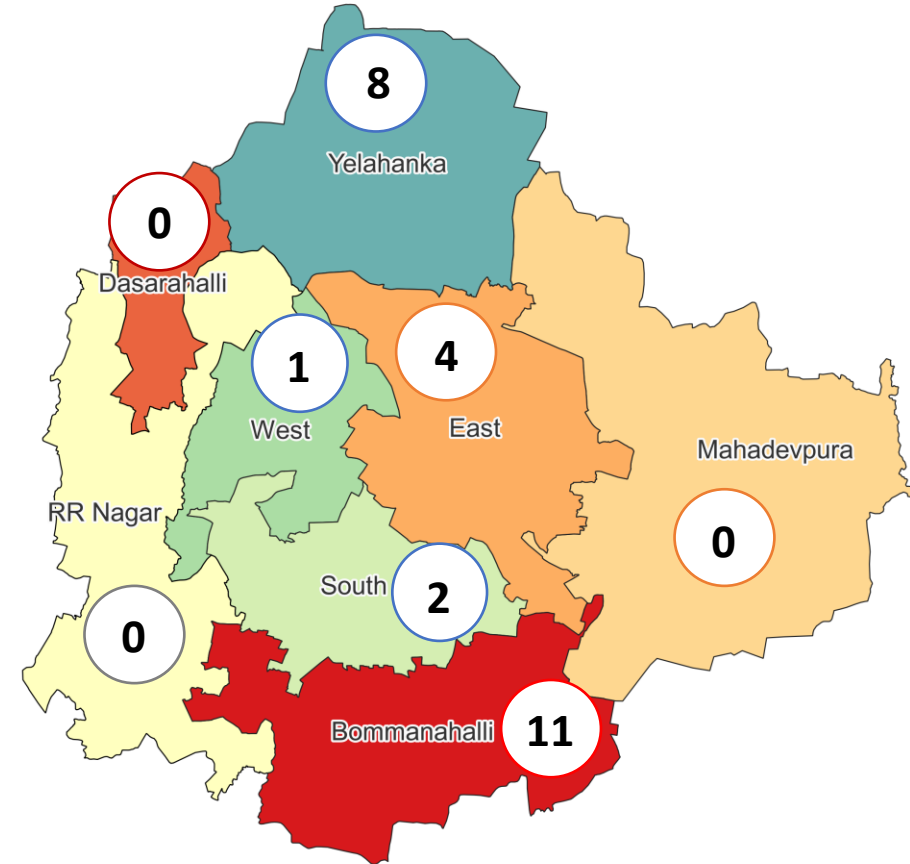 8
Yelahanka
0
Dasarahalli
1
West
4
East
Mahadevpura
0
RR Nagar
0
South
2
Bommanahalli
11